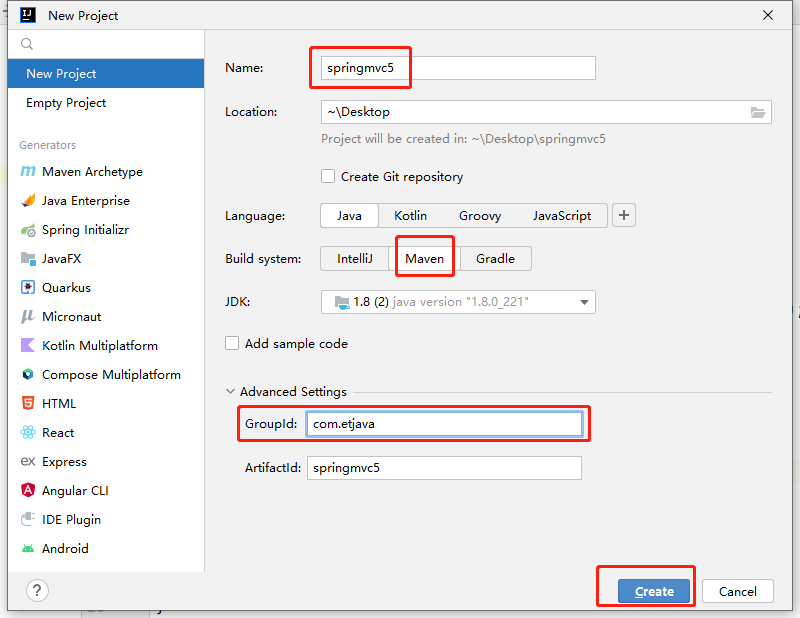 New Project
New Project
Empty Project
Generators
Maven Archetype
Java Enterprise
Spring Initializr
JavaFX
Quarkus
Micronaut
Kotlin Multiplatform
Compose Multiplatform
HTML
React
Express
Angular CLI
IDE Plugin
Android
Name: springmvc5
Location: ~\Desktop
Project will be created in: ~\Desktop\springmvc5
Create Git repository
Language: Java Kotlin Groovy JavaScript +
Build system: IntelliJ Maven Gradle
JDK: 1.8 (2) java version "1.8.0_221"
Add sample code
Advanced Settings
GroupId: com.etjava
ArtifactId: springmvc5
? Create Cancel